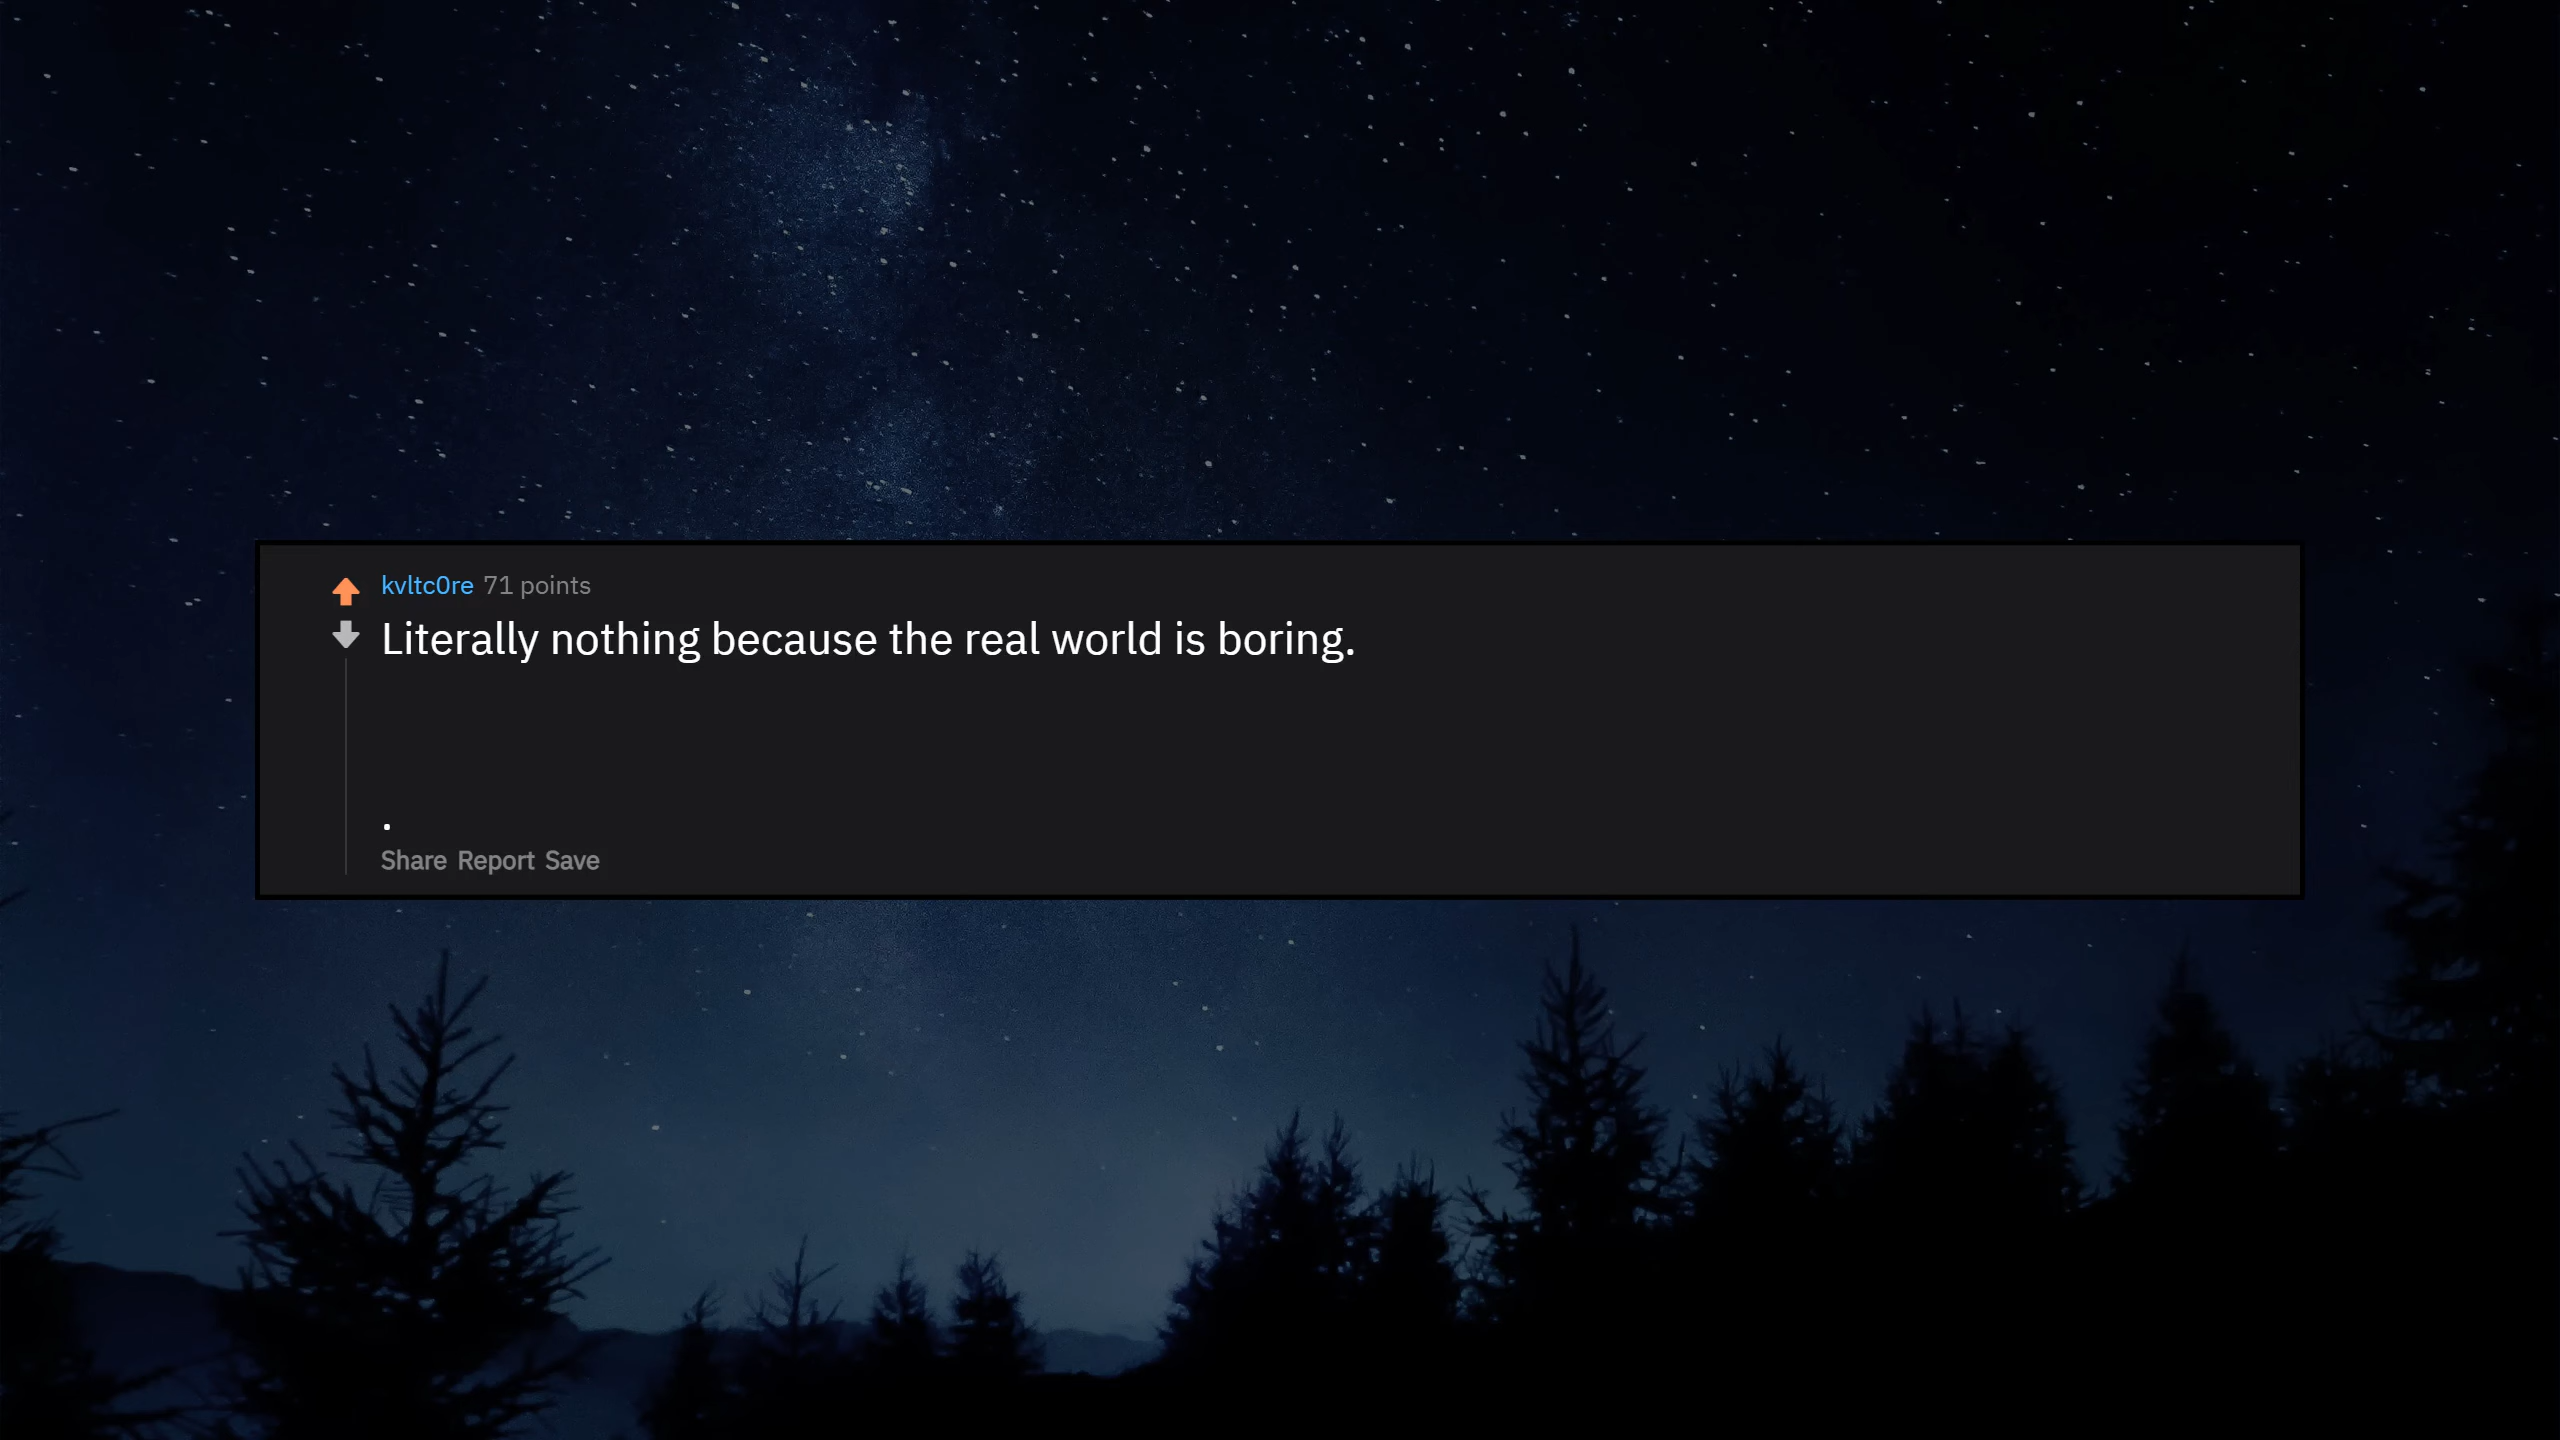 kvltc0re 71 points
Literally nothing because the real world is boring.
.
Share Report Save